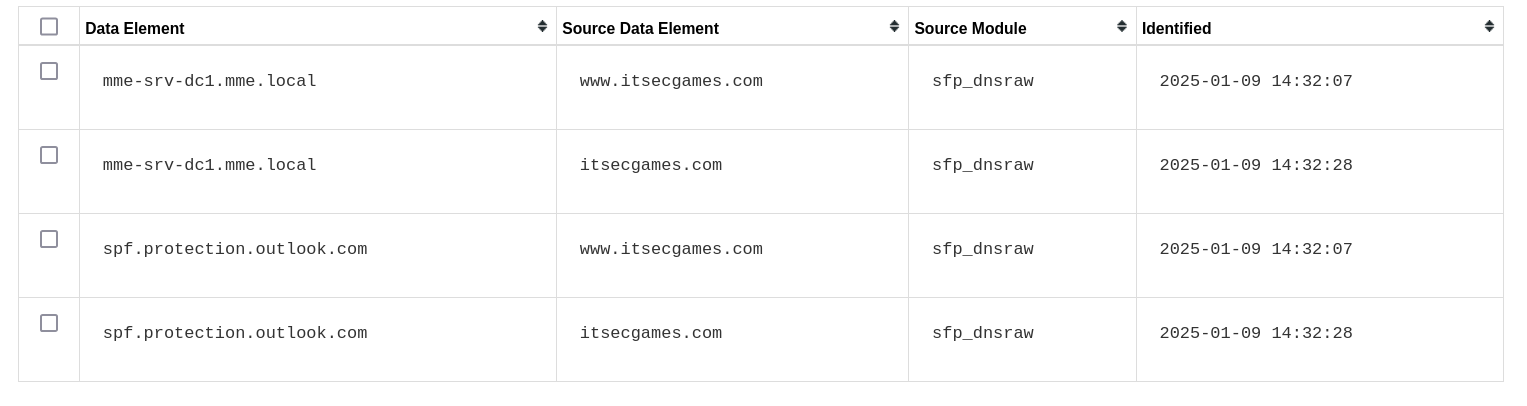 Data Element Source Data Element Source Module Identified
mme-srv-dc1.mme.local www.itsecgames.com sfp_dnsraw 2025-01-09 14:32:07
mme-srv-dc1.mme.local itsecgames.com sfp_dnsraw 2025-01-09 14:32:28
spf.protection.outlook.com www.itsecgames.com sfp_dnsraw 2025-01-09 14:32:07
spf.protection.outlook.com itsecgames.com sfp_dnsraw 2025-01-09 14:32:28